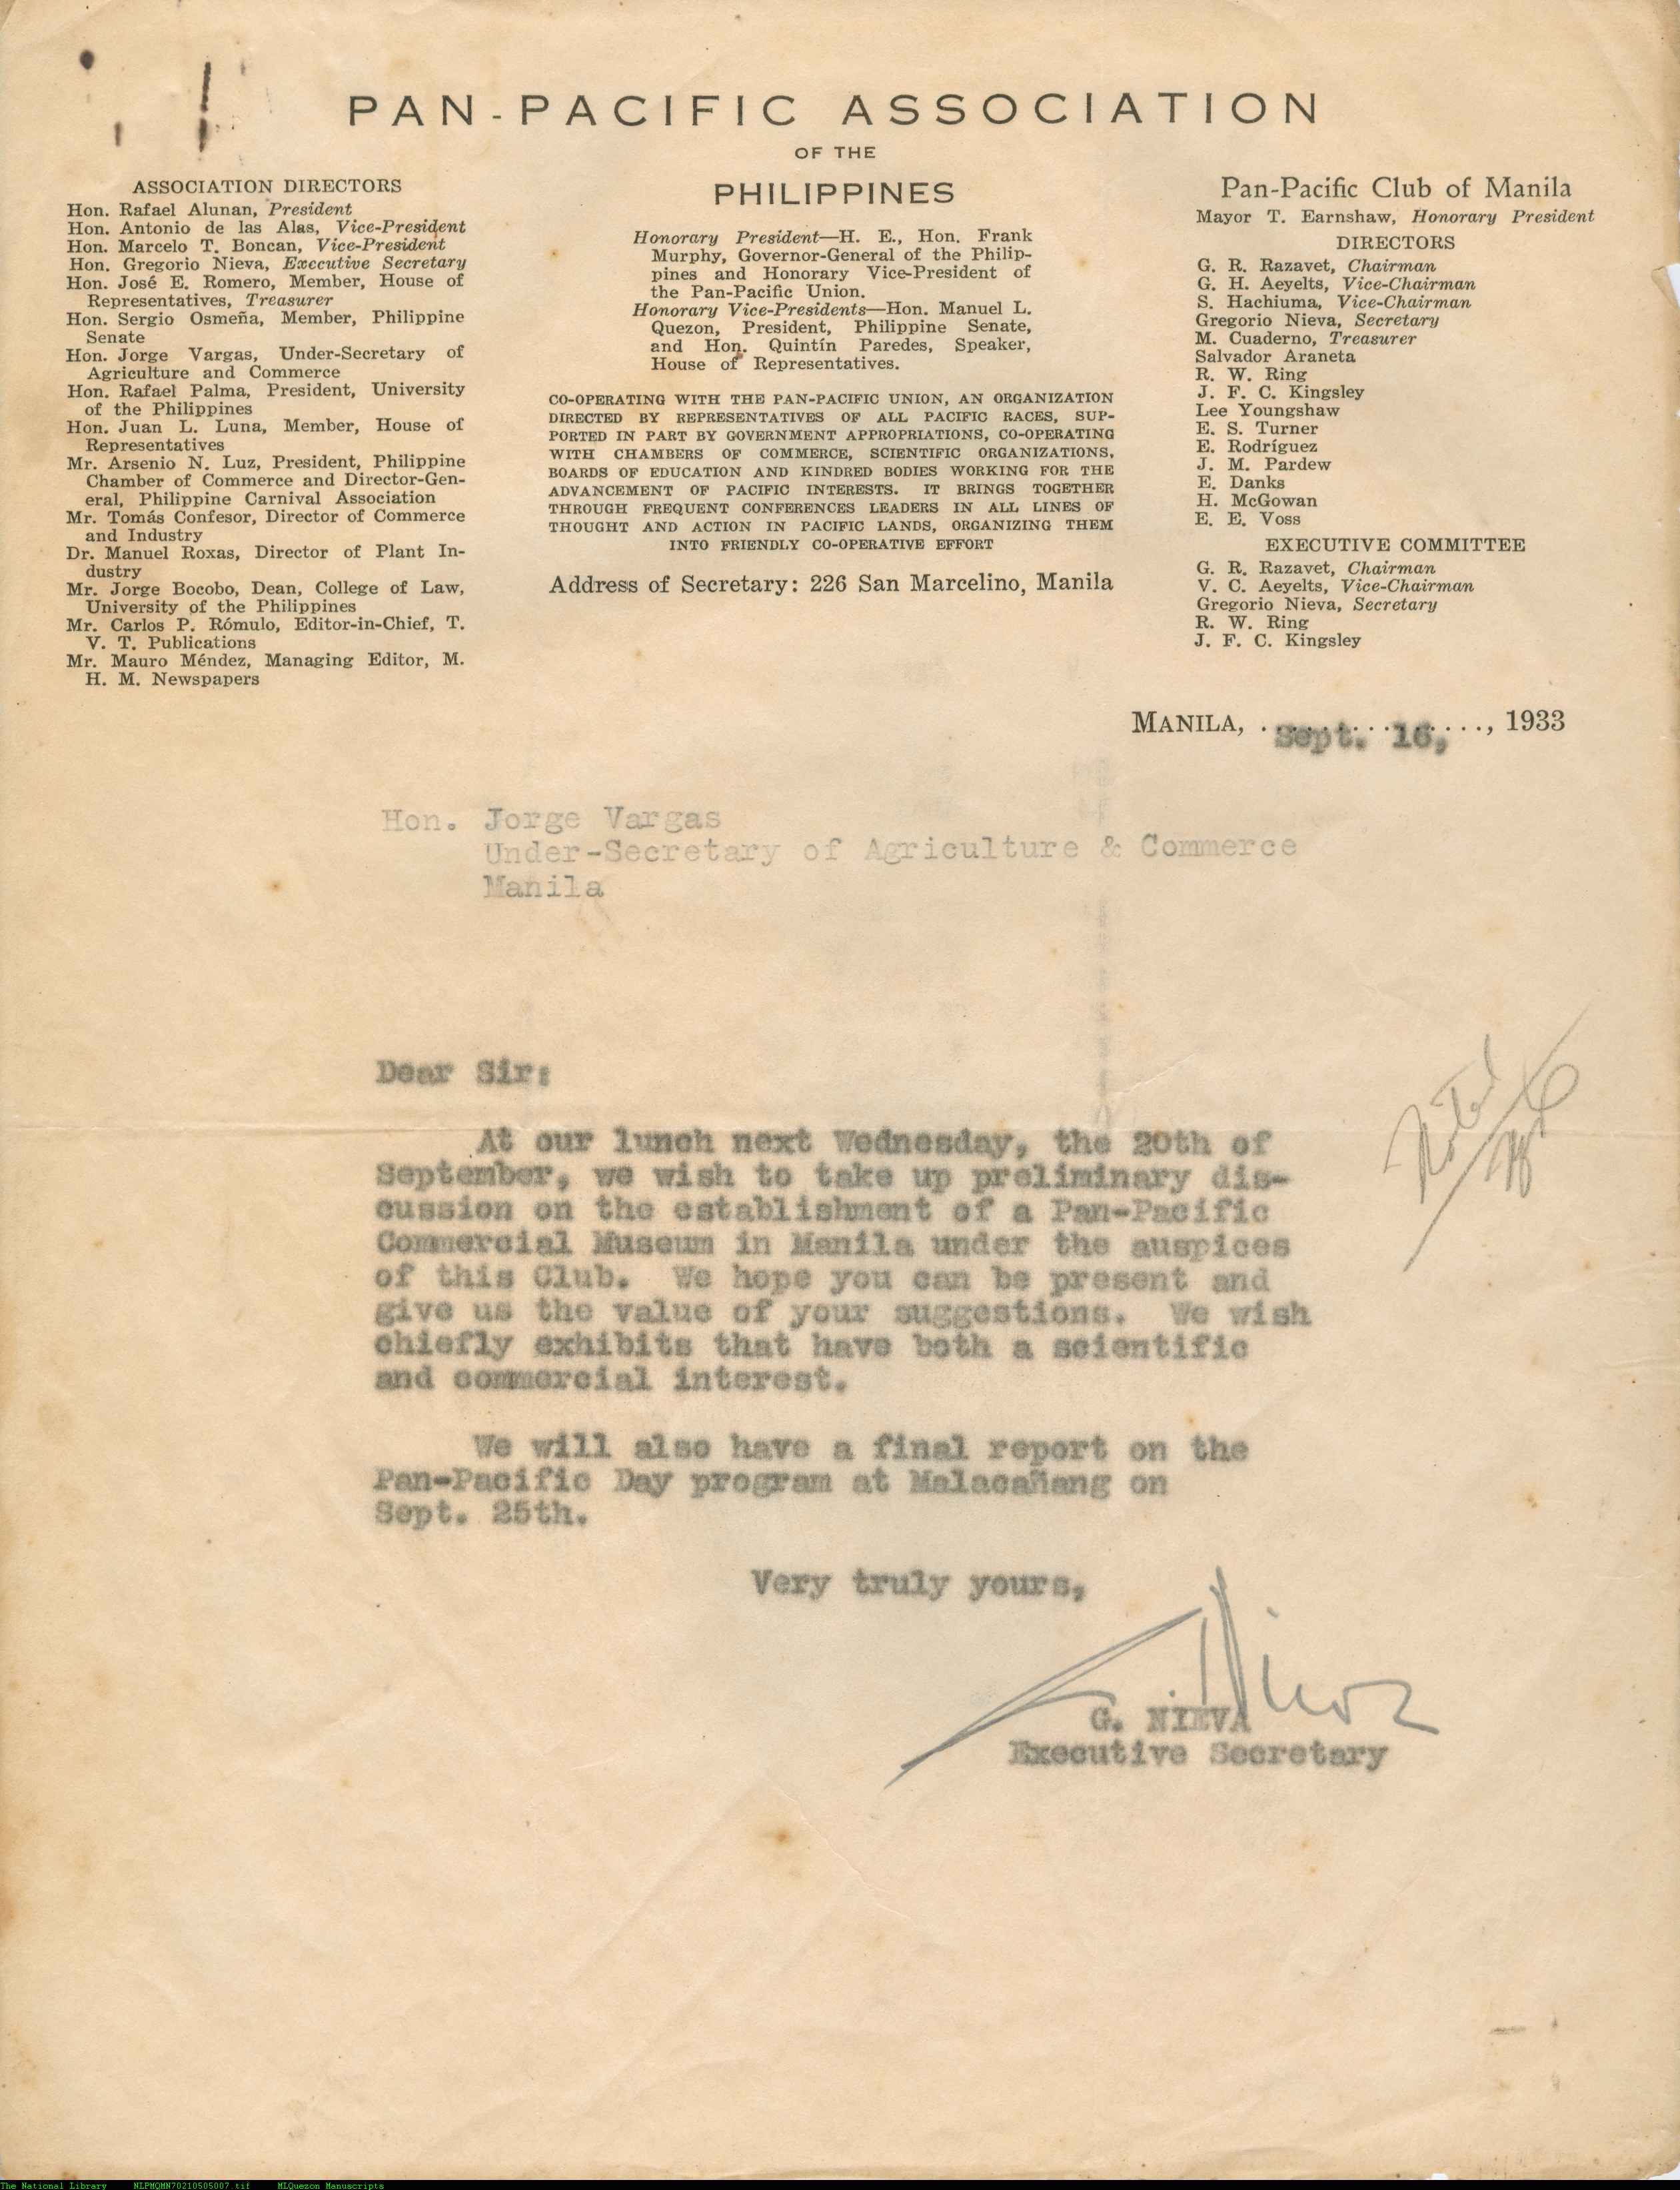 PAN-PACIFIC ASSOCIATION
OF THE
PHILIPPINES
ASSOCIATION DIRECTORS
Hon. Rafael Alunan, President
Hon. Antonio de las Alas, Vice-President
Hon. Marcelo T. Boncan, Vice-President
Hon. Gregorio Nieva, Executive Secretary
Hon. José E. Romero, Member, House of
Representatives, Treasurer
Hon. Sergio Osmeña, Member, Philippine
Senate
Hon. Jorge Vargas, Under-Secretary of
Agriculture and Commerce
Hon. Rafael Palma, President, University
of the Philippines
Hon. Juan L. Luna, Member, House of
Representatives
Mr. Arsenio N. Luz, President, Philippine
Chamber of Commerce and Director-Gen-
eral, Philippine Carnival Association
Mr. Tomás Confesor, Director of Commerce
and Industry
Dr. Manuel Roxas, Director of Plant In-
dustry
Mr. Jorge Bocobo, Dean, College of Law,
University of the Philippines
Mr. Carlos P. Rómulo, Editor-in-Chief, T.
V. T. Publications
Mr. Mauro Méndez, Managing Editor, M.
H. M. Newspapers
Honorary President—H. E., Hon. Frank
Murphy, Governor-General of the Philip-
pines and Honorary Vice-President of
the Pan-Pacific Union.
Honorary Vice-Presidents—Hon. Manuel L.
Quezon, President, Philippine Senate,
and Hon. Quintín Paredes, Speaker,
House of Representatives.
CO-OPERATING WITH THE PAN-PACIFIC UNION, AN ORGANIZATION
DIRECTED BY REPRESENTATIVES OF ALL PACIFIC RACES, SUP-
PORTED IN PART BY GOVERNMENT APPROPRIATIONS, CO-OPERATING
WITH CHAMBERS OF COMMERCE, SCIENTIFIC ORGANIZATIONS,
BOARDS OF EDUCATION AND KINDRED BODIES WORKING FOR THE
ADVANCEMENT OF PACIFIC INTERESTS. IT BRINGS TOGETHER
THROUGH FREQUENT CONFERENCES LEADERS IN ALL LINES OF
THOUGHT AND ACTION IN PACIFIC LANDS, ORGANIZING THEM
INTO FRIENDLY CO-OPERATIVE EFFORT
Address of Secretary: 226 San Marcelino, Manila
Pan-Pacific Club of Manila
Mayor T. Earnshaw, Honorary President
DIRECTORS
G. R. Razavet, Chairman
G. H. Aeyelts, Vice-Chairman
S. Hachiuma, Vice-Chairman
Gregorio Nieva, Secretary
M. Cuaderno, Treasurer
Salvador Araneta
R. W. Ring
J. F. C. Kingsley
Lee Youngshaw
E. S. Turner
E. Rodríguez
J. M. Pardew
E. Danks
H. McGowan
E. E. Voss
EXECUTIVE COMMITTEE
G. R. Razavet, Chairman
V. C. Aeyelts, Vice-Chairman
Gregorio Nieva, Secretary
R. W. Ring
J. F. C. Kingsley
MANILA, Sept. 16, 1933
Hon. Jorge Vargas
Under-Secretary of Agriculture & Commerce
Manila
Dear Sir:
At our lunch next Wednesday, the 20th of
September, we wish to take up preliminary dis-
cussion on the establishment of a Pan-Pacific
Commercial Museum in Manila under the auspices
of this Club. We hope you can be present and
give us the value of your suggestions. We wish
chiefly exhibits that have both a scientific
and commercial interest.
We will also have a final report on the
Pan-Pacific Day program at Malacañang on
Sept. 25th.
Very truly yours,
G. NIEVA
Executive Secretary
The National Library NLPMQMN70210505007.tif MLQuezon Manuscripts